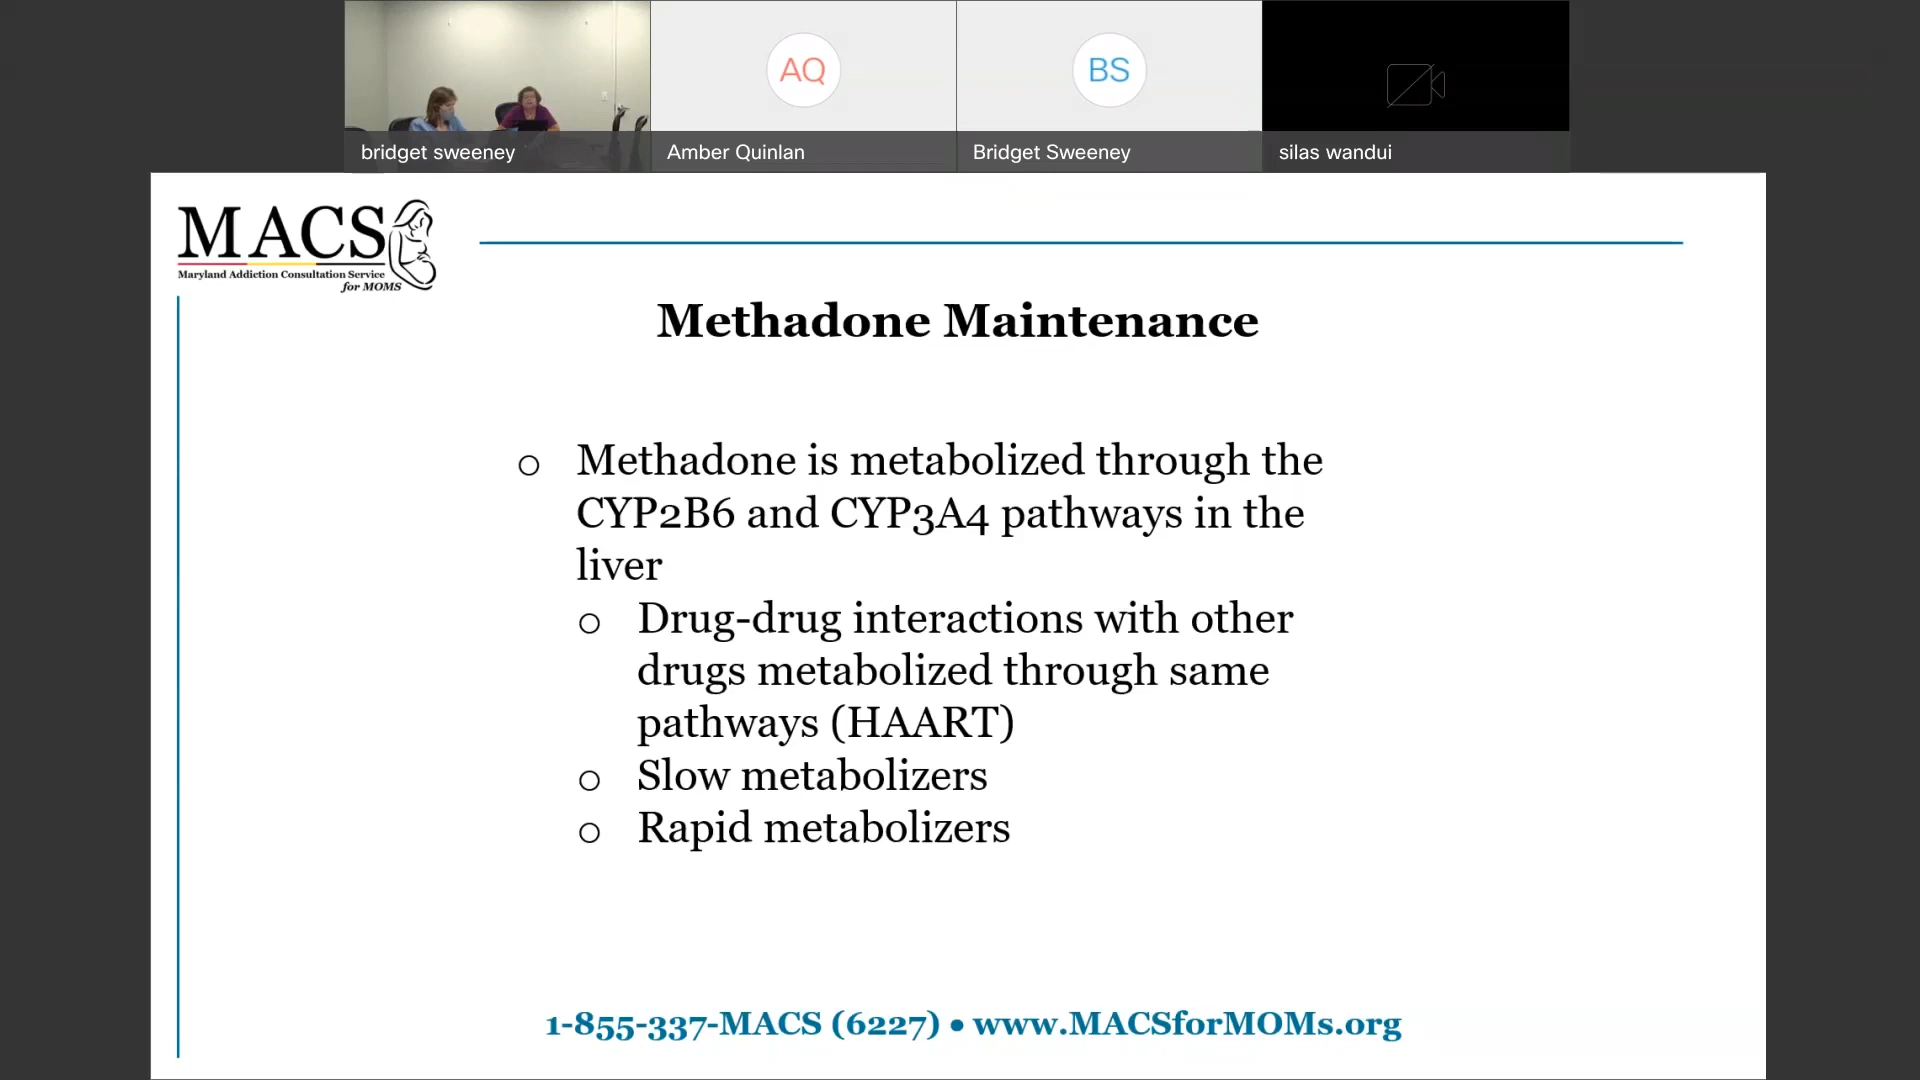 bridget sweeney
AQ
Amber Quinlan
BS
Bridget Sweeney
silas wandui
MACS
Maryland Addiction Consultation Service
for MOMS
Methadone Maintenance
o Methadone is metabolized through the
CYP2B6 and CYP3A4 pathways in the
liver
o Drug-drug interactions with other
drugs metabolized through same
pathways (HAART)
o Slow metabolizers
o Rapid metabolizers
1-855-337-MACS (6227) • www.MACSforMOMs.org